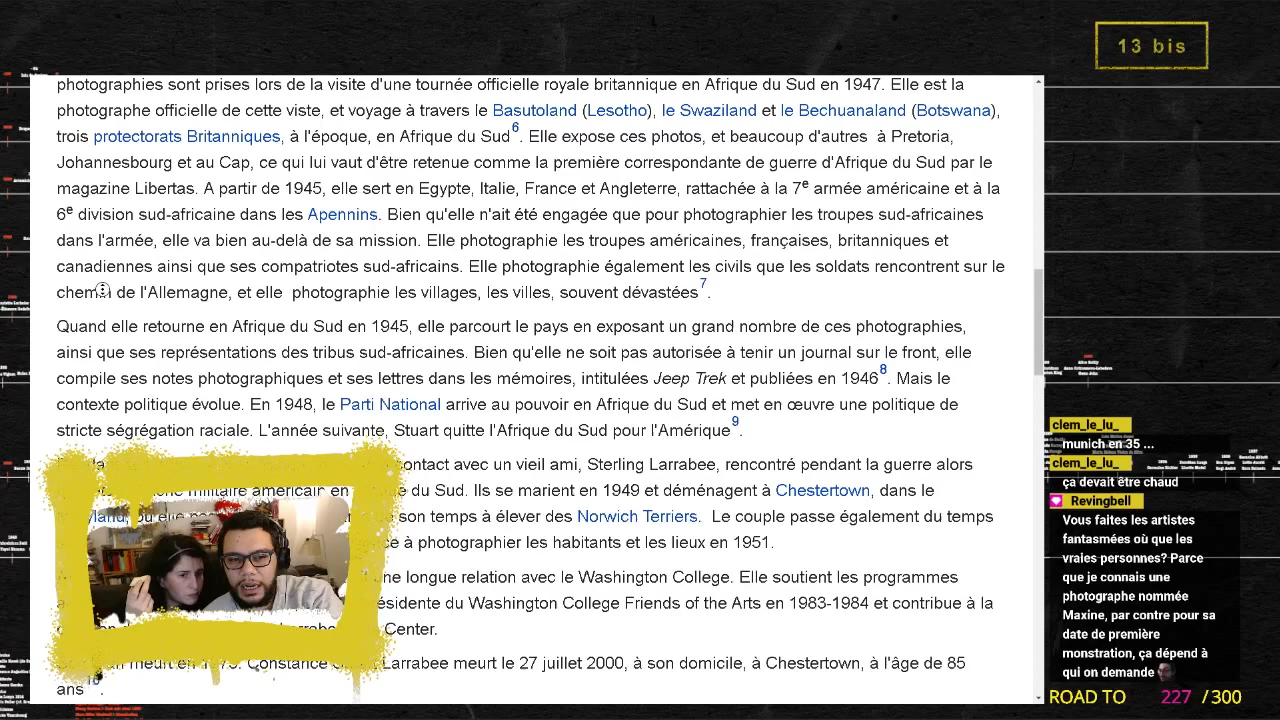 13 bis
photographies sont prises lors de la visite d'une tournée officielle royale britannique en Afrique du Sud en 1947. Elle est la
photographe officielle de cette viste, et voyage à travers le Basutoland (Lesotho), le Swaziland et le Bechuanaland (Botswana),
trois protectorats Britanniques, à l'époque, en Afrique du Sud6. Elle expose ces photos, et beaucoup d'autres à Pretoria,
Johannesbourg et au Cap, ce qui lui vaut d'être retenue comme la première correspondante de guerre d'Afrique du Sud par le
magazine Libertas. A partir de 1945, elle sert en Egypte, Italie, France et Angleterre, rattachée à la 7e armée américaine et à la
6e division sud-africaine dans les Apennins. Bien qu'elle n'ait été engagée que pour photographier les troupes sud-africaines
dans l'armée, elle va bien au-delà de sa mission. Elle photographie les troupes américaines, françaises, britanniques et
canadiennes ainsi que ses compatriotes sud-africains. Elle photographie également les civils que les soldats rencontrent sur le
chem de l'Allemagne, et elle photographie les villages, les villes, souvent dévastées7.
Quand elle retourne en Afrique du Sud en 1945, elle parcourt le pays en exposant un grand nombre de ces photographies,
ainsi que ses représentations des tribus sud-africaines. Bien qu'elle ne soit pas autorisée à tenir un journal sur le front, elle
compile ses notes photographiques et ses lettres dans les mémoires, intitulées Jeep Trek et publiées en 19468. Mais le
contexte politique évolue. En 1948, le Parti National arrive au pouvoir en Afrique du Sud et met en œuvre une politique de
stricte ségrégation raciale. L'année suivante, Stuart quitte l'Afrique du Sud pour l'Amérique9.
contact avec un vieil ami, Sterling Larrabee, rencontré pendant la guerre alors
militaire américain en du Sud. Ils se marient en 1949 et déménagent à Chestertown, dans le
son temps à élever des Norwich Terriers. Le couple passe également du temps
à photographier les habitants et les lieux en 1951.
longue relation avec le Washington College. Elle soutient les programmes
du Washington College Friends of the Arts en 1983-1984 et contribue à la
Center.
meurt en Constance Larrabee meurt le 27 juillet 2000, à son domicile, à Chestertown, à l'âge de 85
ans
clem_le_lu_
munich en 35 ...
clem_le_lu_
ça devait être chaud
Revingbell
Vous faites les artistes
fantasmées où que les
vraies personnes? Parce
que je connais une
photographe nommée
Maxine, par contre pour sa
date de première
monstration, ça dépend à
qui on demande
ROAD TO 227 / 300